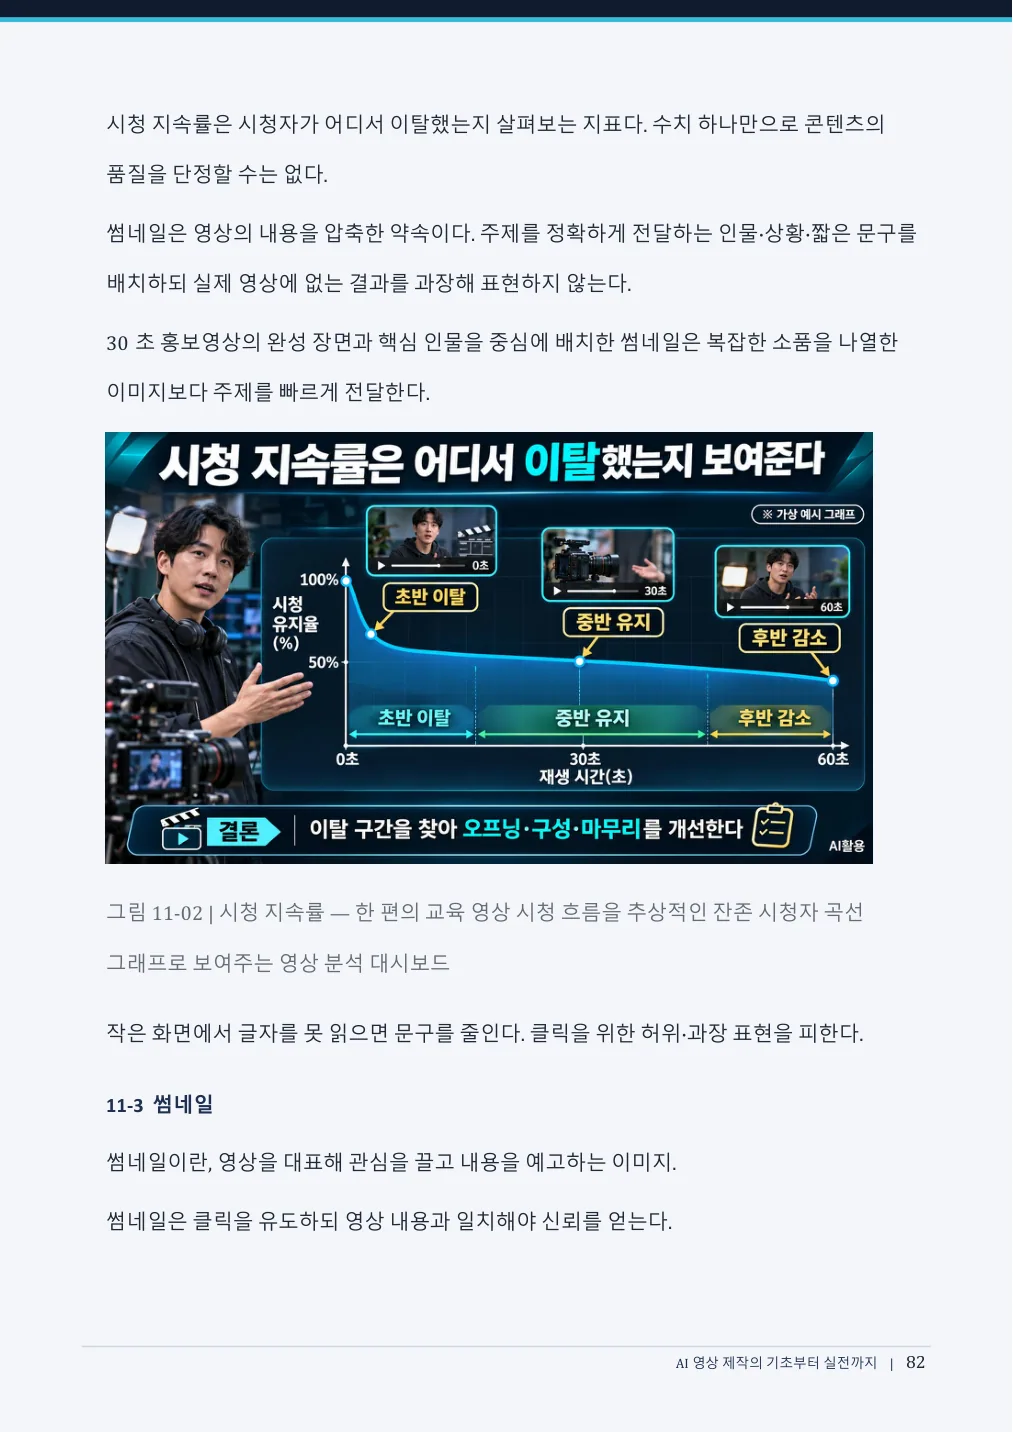 시청 지속률은 시청자가 어디서 이탈했는지 살펴보는 지표다. 수치 하나만으로 콘텐츠의
품질을 단정할 수는 없다.
썸네일은 영상의 내용을 압축한 약속이다. 주제를 정확하게 전달하는 인물·상황·짧은 문구를
배치하되 실제 영상에 없는 결과를 과장해 표현하지 않는다.
30 초 홍보영상의 완성 장면과 핵심 인물을 중심에 배치한 썸네일은 복잡한 소품을 나열한
이미지보다 주제를 빠르게 전달한다.
시청 지속률은 어디서 이탈했는지 보여준다
※ 가상 예시 그래프
0초
30초
60초
초반 이탈
중반 유지
후반 감소
100%
시청
유지율
(%)
50%
초반 이탈
중반 유지
후반 감소
0초
30초
60초
재생 시간(초)
결론
이탈 구간을 찾아 오프닝·구성·마무리를 개선한다
AI활용
그림 11-02 | 시청 지속률 — 한 편의 교육 영상 시청 흐름을 추상적인 잔존 시청자 곡선
그래프로 보여주는 영상 분석 대시보드
작은 화면에서 글자를 못 읽으면 문구를 줄인다. 클릭을 위한 허위·과장 표현을 피한다.
11-3 썸네일
썸네일이란, 영상을 대표해 관심을 끌고 내용을 예고하는 이미지.
썸네일은 클릭을 유도하되 영상 내용과 일치해야 신뢰를 얻는다.
AI 영상 제작의 기초부터 실전까지 | 82